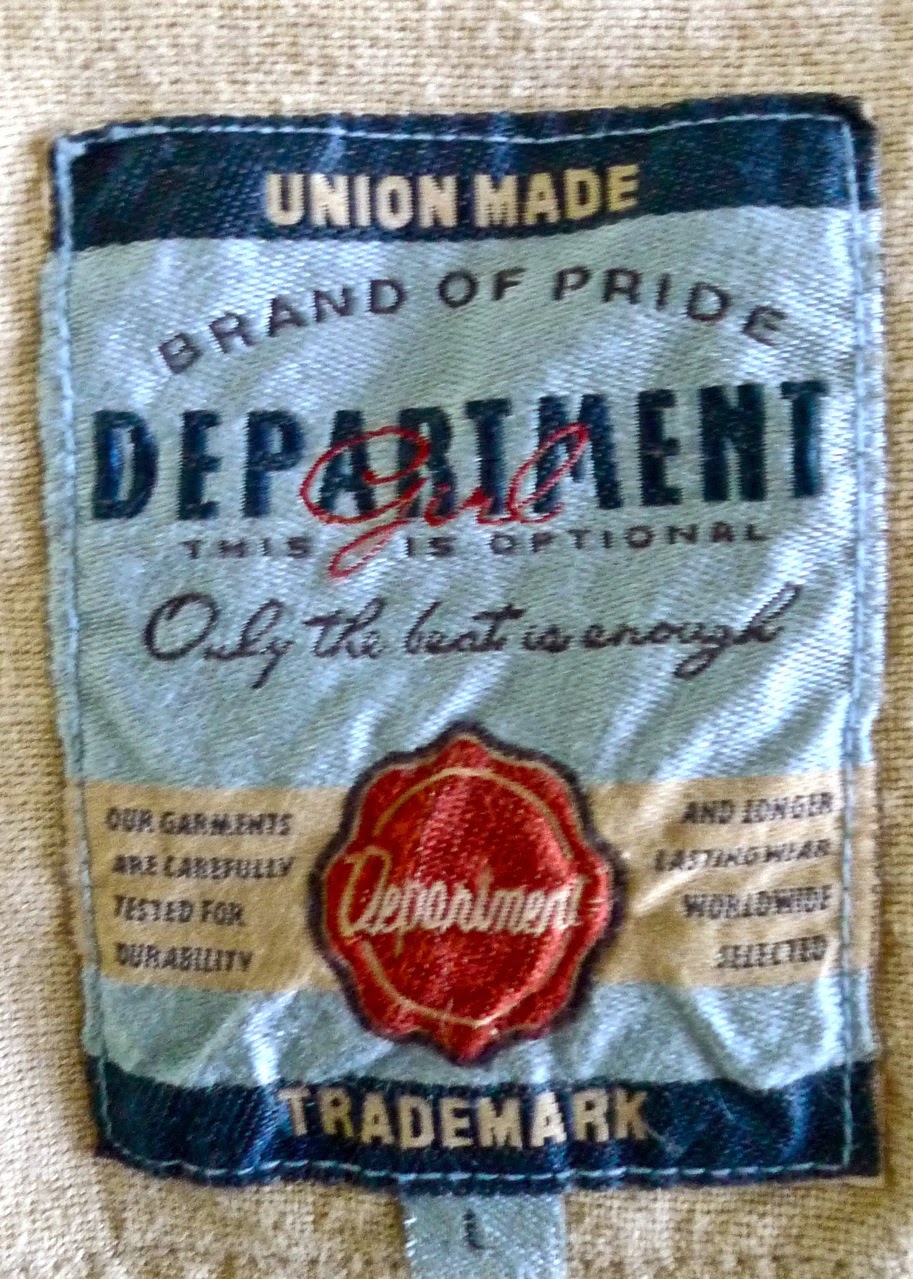 UNION MADE
BRAND OF PRIDE
DEPARTMENT
Girl
THIS IS OPTIONAL
Only the best is enough
OUR GARMENTS
ARE CAREFULLY
TESTED FOR
DURABILITY
Department
AND LONGER
LASTING WEAR
WORLDWIDE
SELECTED
TRADEMARK
L